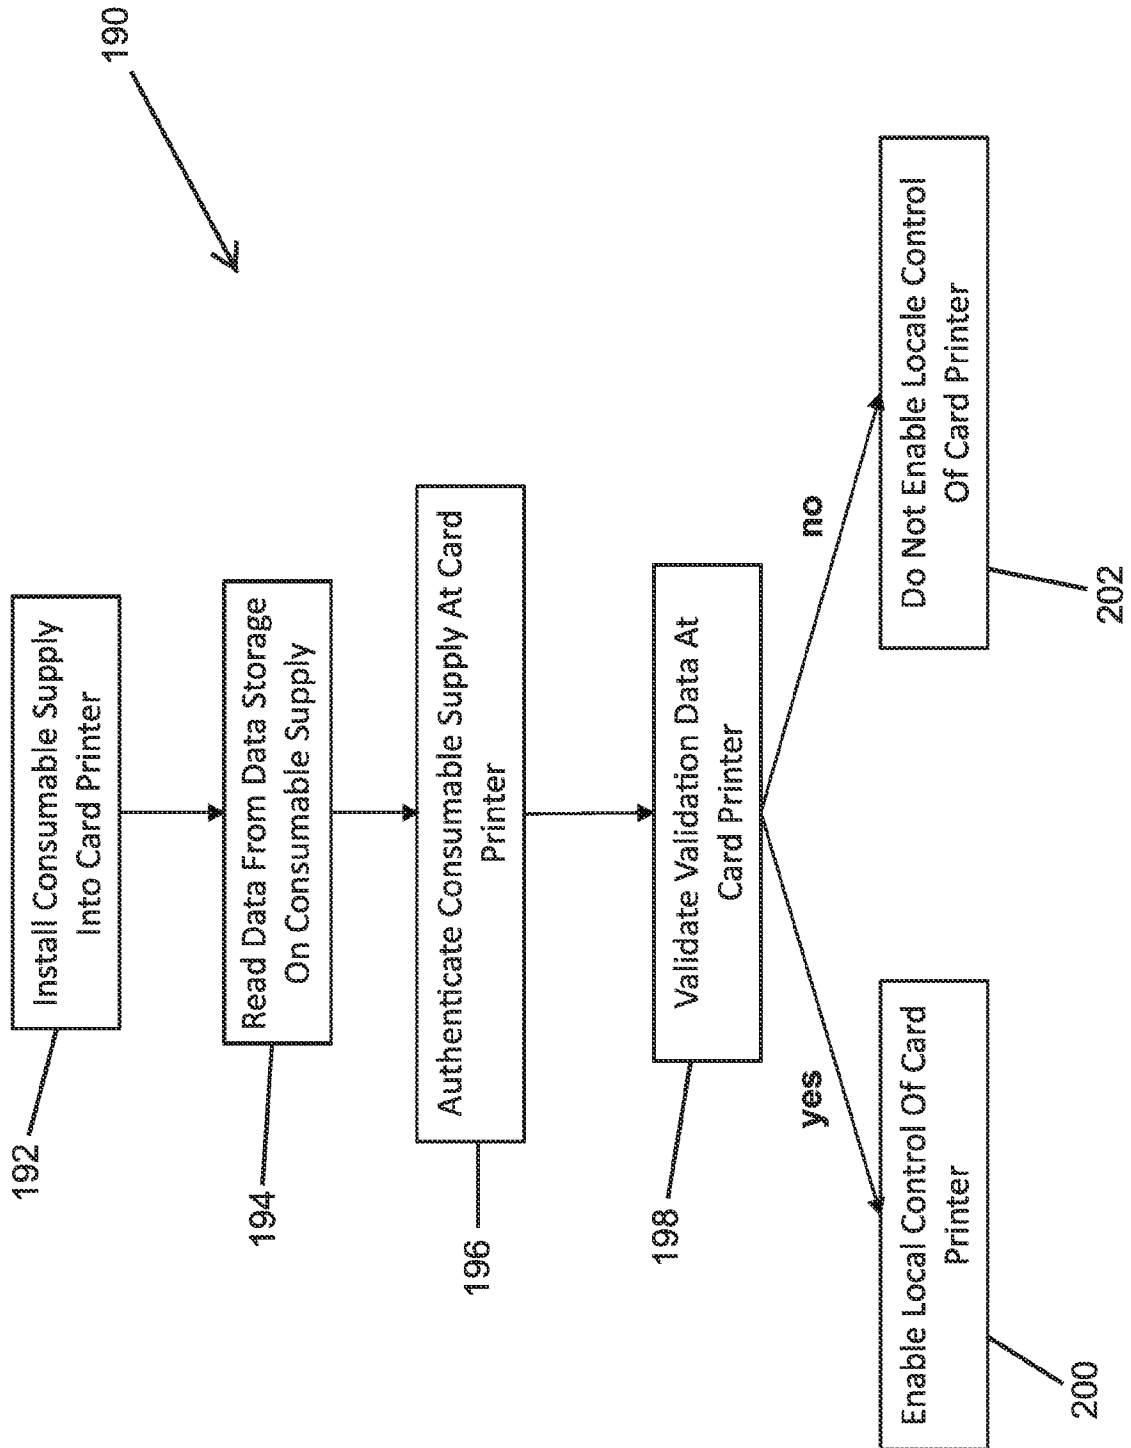 190
192
Install Consumable Supply
Into Card Printer
194
Read Data From Data Storage
On Consumable Supply
196
Authenticate Consumable Supply At Card
Printer
198
Validate Validation Data At
Card Printer
yes
no
200
Enable Local Control Of Card
Printer
202
Do Not Enable Locale Control
Of Card Printer